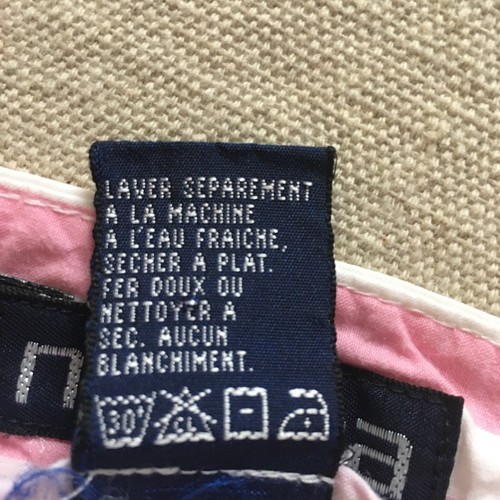 LAVER SEPAREMENT
A LA MACHINE
A L'EAU FRAICHE,
SECHER A PLAT.
FER DOUX OU
NETTOYER A
SEC. AUCUN
BLANCHIMENT.
30° CL